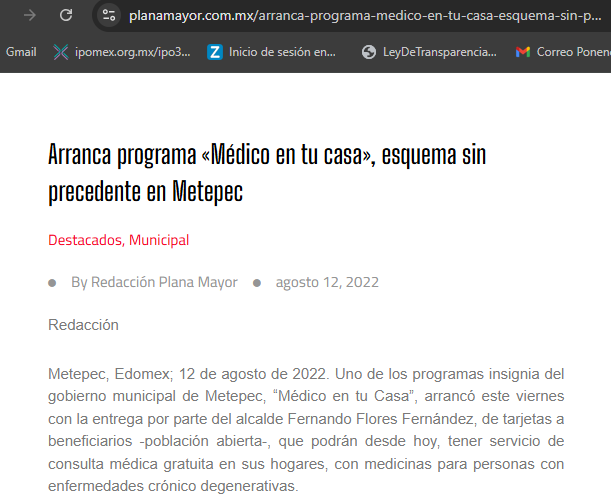 planamayor.com.mx/arranca-programa-medico-en-tu-casa-esquema-sin-p...
Gmail ipomex.org.mx/ipo3... Z Inicio de sesión en... LeyDeTransparencia... Correo Ponen
Arranca programa «Médico en tu casa», esquema sin
precedente en Metepec
Destacados, Municipal
By Redacción Plana Mayor agosto 12, 2022
Redacción
Metepec, Edomex; 12 de agosto de 2022. Uno de los programas insignia del
gobierno municipal de Metepec, “Médico en tu Casa”, arrancó este viernes
con la entrega por parte del alcalde Fernando Flores Fernández, de tarjetas a
beneficiarios -población abierta-, que podrán desde hoy, tener servicio de
consulta médica gratuita en sus hogares, con medicinas para personas con
enfermedades crónico degenerativas.